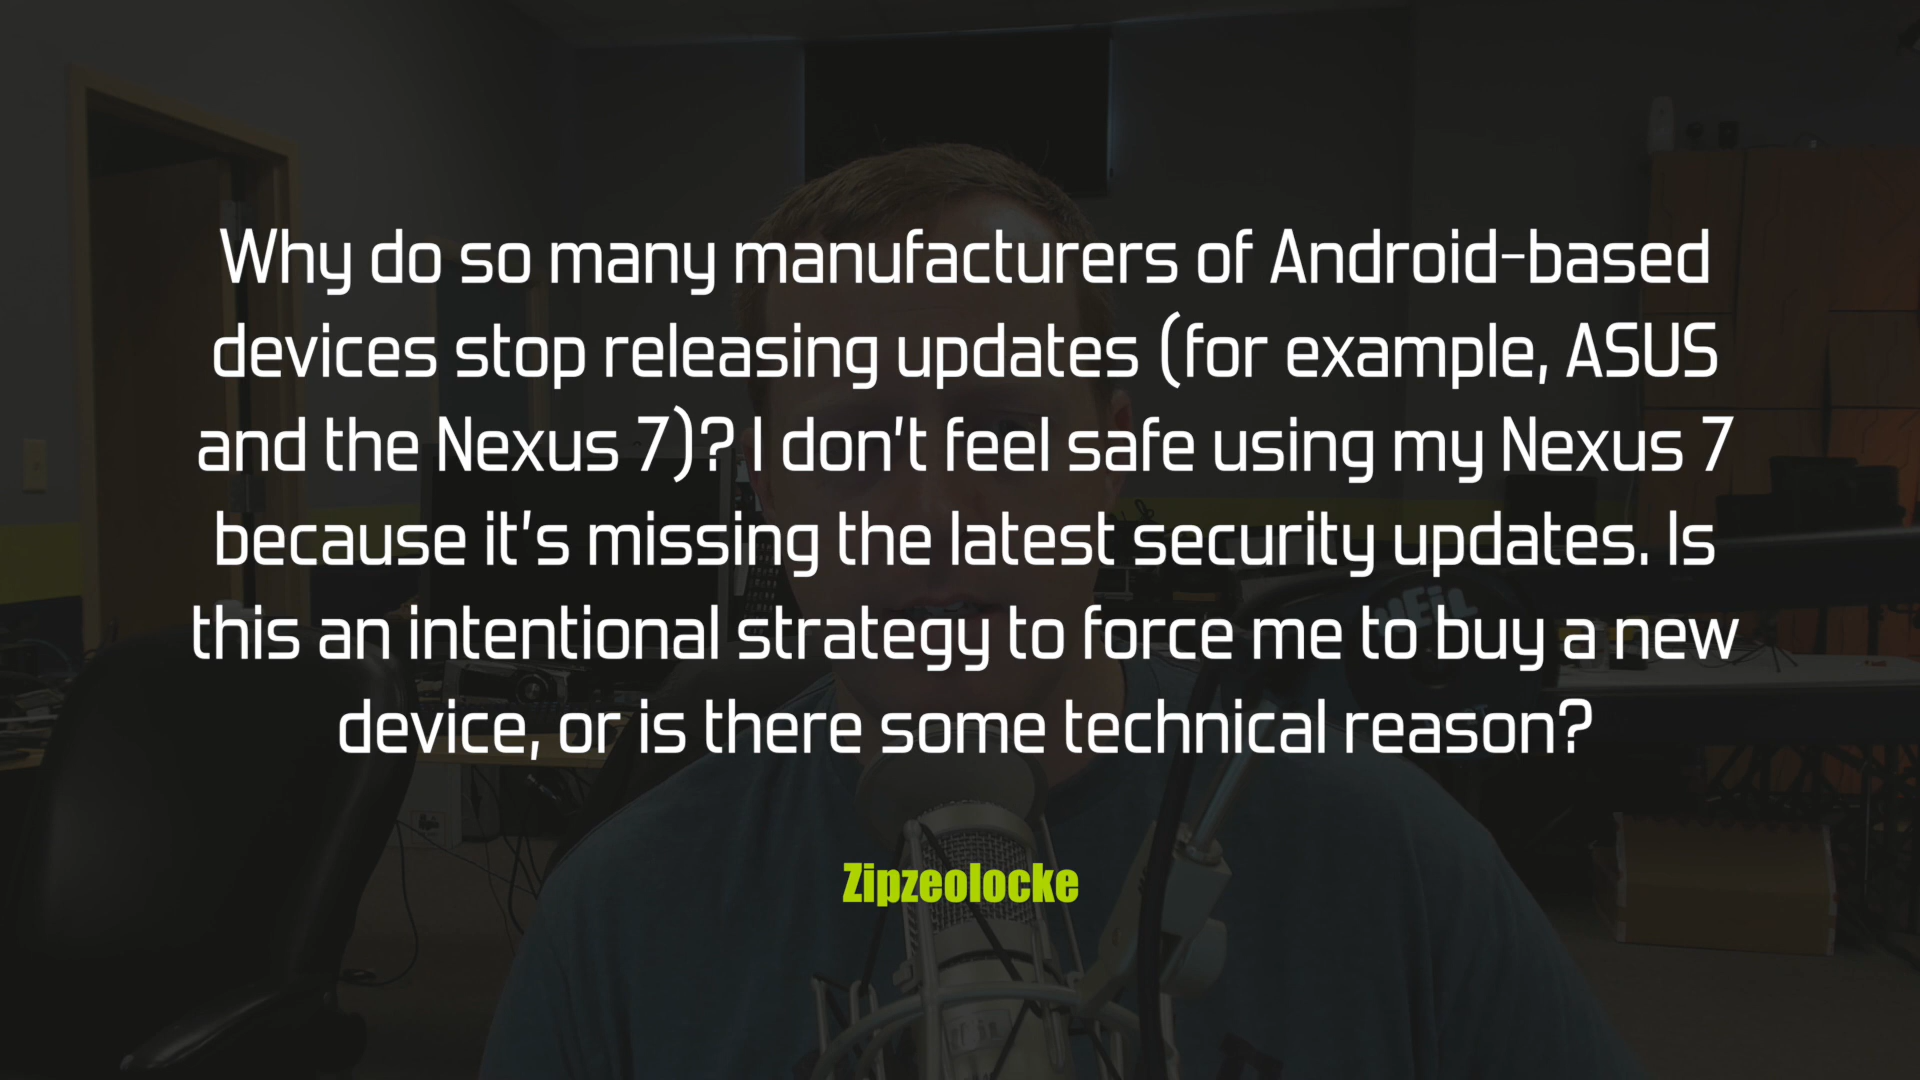 Why do so many manufacturers of Android-based
devices stop releasing updates (for example, ASUS
and the Nexus 7)? I don't feel safe using my Nexus 7
because it's missing the latest security updates. Is
this an intentional strategy to force me to buy a new
device, or is there some technical reason?
HEiL
Zipzeolocke